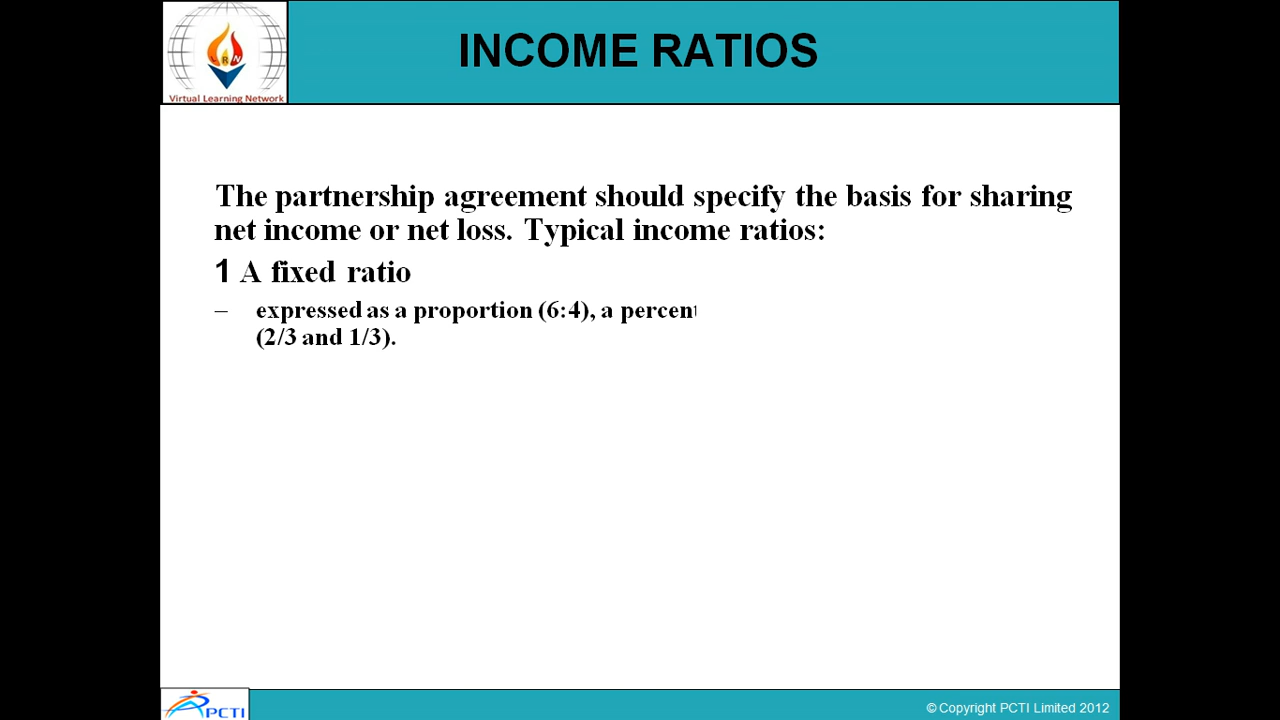 INCOME RATIOS
LRN
Virtual Learning Network
The partnership agreement should specify the basis for sharing
net income or net loss. Typical income ratios:
1 A fixed ratio
– expressed as a proportion (6:4), a percent
(2/3 and 1/3).
PCTI
© Copyright PCTI Limited 2012